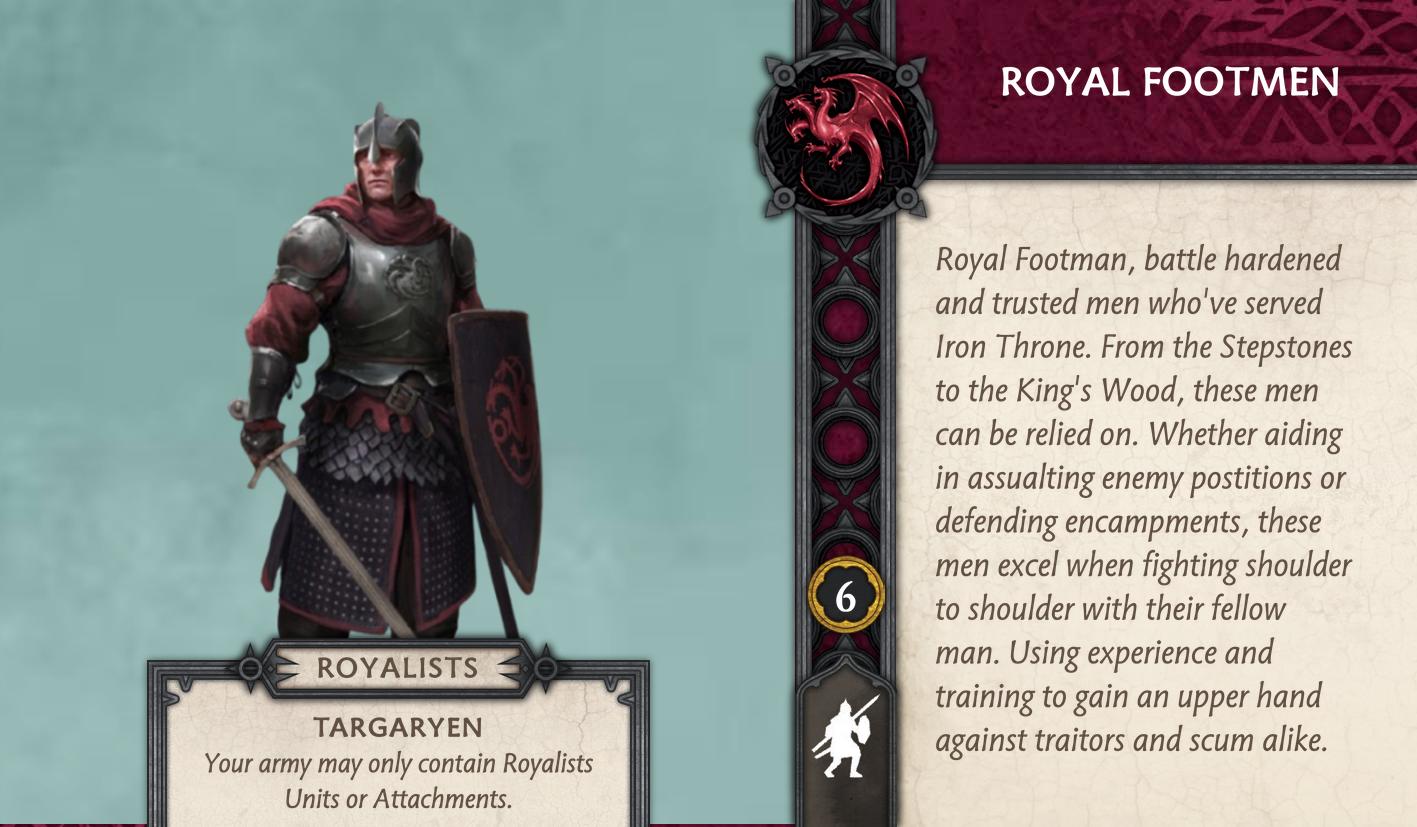 ROYAL FOOTMEN
Royal Footman, battle hardened
and trusted men who've served
Iron Throne. From the Stepstones
to the King's Wood, these men
can be relied on. Whether aiding
in assualting enemy postitions or
defending encampments, these
men excel when fighting shoulder
to shoulder with their fellow
man. Using experience and
training to gain an upper hand
against traitors and scum alike.
6
ROYALISTS
TARGARYEN
Your army may only contain Royalists
Units or Attachments.